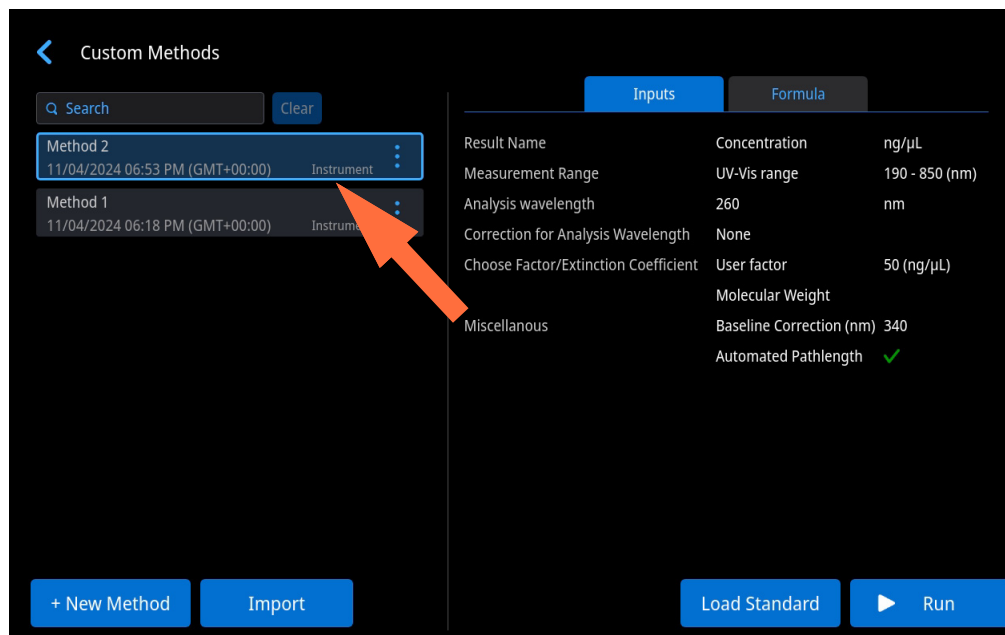 Custom Methods
Search
Clear
Method 2
11/04/2024 06:53 PM (GMT+00:00) Instrument
Method 1
11/04/2024 06:18 PM (GMT+00:00)
+ New Method
Import
Inputs
Formula
Result Name Concentration ng/µL
Measurement Range UV-Vis range 190 - 850 (nm)
Analysis wavelength 260 nm
Correction for Analysis Wavelength None
Choose Factor/Extinction Coefficient User factor 50 (ng/µL)
Molecular Weight
Miscellanous Baseline Correction (nm) 340
Automated Pathlength
Load Standard
Run